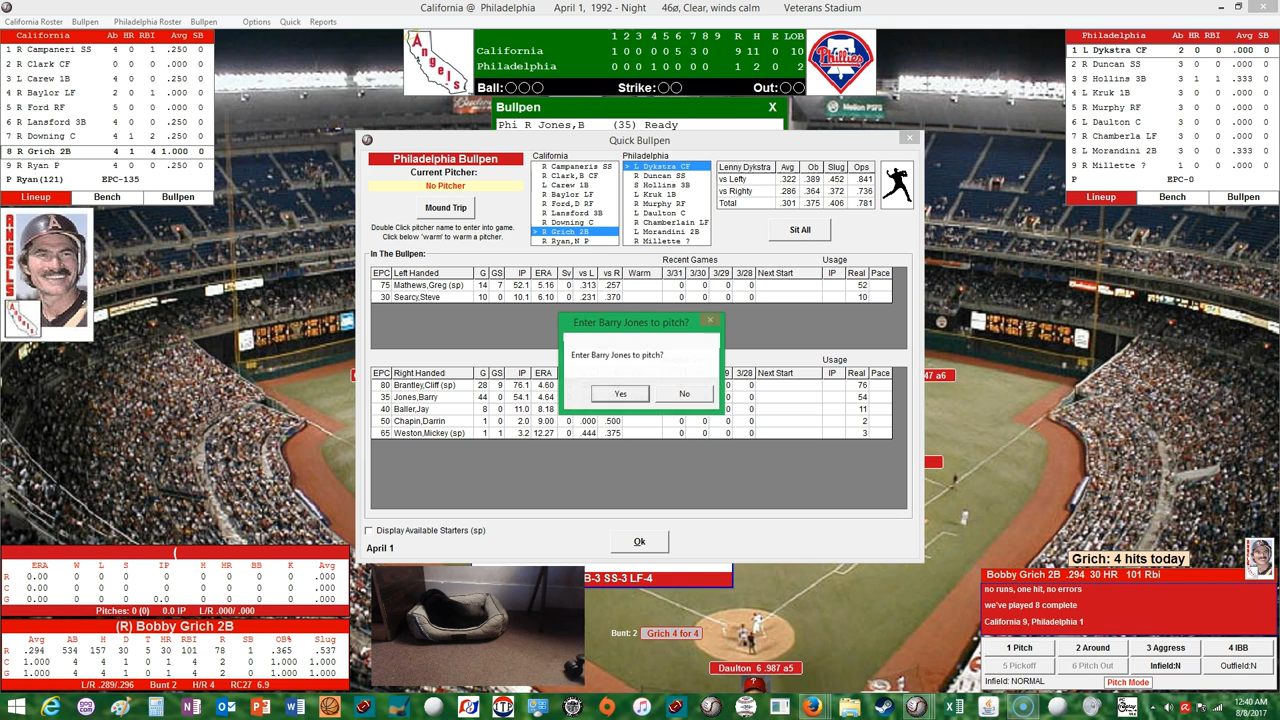 California @ Philadelphia April 1, 1992 - Night 46ø, Clear, winds calm Veterans Stadium
California Roster Bullpen Philadelphia Roster Bullpen Options Quick Reports
California Ab HR RBI Avg SB
1 R Campaneri SS 4 0 1 .250 0
2 R Clark CF 4 0 0 .250 0
3 L Carew 1B 4 0 0 .250 0
4 R Baylor LF 2 0 1 .000 0
5 R Ford RF 5 0 0 .000 0
6 R Lansford 3B 4 0 2 .250 0
7 R Downing C 4 1 2 .250 0
8 R Grich 2B 4 1 4 1.000 0
9 R Ryan P 4 0 0 .250 0
P Ryan(121) EPC-135
Lineup Bench Bullpen
Angels
1 2 3 4 5 6 7 8 9 R H E LOB
California 1 0 0 0 0 5 3 0 9 11 0 10
Philadelphia 0 0 0 1 0 0 0 0 1 2 0 2
Ball: Strike: Out:
Phillies
Philadelphia Ab HR RBI Avg SB
1 L Dykstra CF 2 0 0 .000 0
2 R Duncan SS 3 0 0 .000 0
3 S Hollins 3B 3 1 1 .333 0
4 L Kruk 1B 3 0 0 .000 0
5 R Murphy RF 3 0 0 .000 0
6 L Daulton C 3 0 0 .000 0
7 R Chamberla LF 3 0 0 .000 0
8 L Morandini 2B 3 0 0 .333 0
9 R Millette ? 1 0 0 .000 0
P EPC-0
Lineup Bench Bullpen
Bullpen X
Phi R Jones,B (35) Ready
Quick Bullpen
Philadelphia Bullpen
Current Pitcher:
No Pitcher
Mound Trip
Double Click pitcher name to enter into game.
Click below 'warm' to warm a pitcher.
California
R Campaneris SS
R Clark,B CF
L Carew 1B
R Baylor LF
R Ford,D RF
R Lansford 3B
R Downing C
> R Grich 2B
R Ryan,N P
Philadelphia
> L Dykstra CF
R Duncan SS
S Hollins 3B
L Kruk 1B
R Murphy RF
L Daulton C
R Chamberlain LF
L Morandini 2B
R Millette ?
Lenny Dykstra Avg Ob Slug Ops
vs Lefty .322 .389 .452 .841
vs Righty .286 .364 .372 .736
Total .301 .375 .406 .781
Sit All
In The Bullpen:
Recent Games Usage
EPC Left Handed G GS IP ERA Sv vs L vs R Warm 3/31 3/30 3/29 3/28 Next Start IP Real Pace
75 Mathews,Greg (sp) 14 7 52.1 5.16 0 .313 .257 0 0 0 0 52
30 Searcy,Steve 10 0 10.1 6.10 0 .231 .370 0 0 0 0 10
Usage
EPC Right Handed G GS IP ERA Next Start IP Real Pace
80 Brantley,Cliff (sp) 28 9 76.1 4.60 0 76
35 Jones,Barry 44 0 54.1 4.64 0 54
40 Baller,Jay 8 0 11.0 8.18 0 11
50 Chapin,Darrin 1 0 2.0 9.00 0 .000 .500 0 0 0 0 2
65 Weston,Mickey (sp) 1 1 3.2 12.27 0 .444 .375 0 0 0 0 3
Enter Barry Jones to pitch?
Enter Barry Jones to pitch?
Yes No
Display Available Starters (sp)
April 1
Ok
47 a6
(
ERA W L S IP H HR BB K Avg
R 0.00 0 0 0 0 0 0 0 0 .000
C 0.00 0 0 0 0 0 0 0 0 .000
G 0.00 0.0 0 0 0 0 .000
Pitches: 0 (0) 0.0 IP L/R .000/ .000
(R) Bobby Grich 2B
Avg AB H D T HR RBI R SB OB% Slug
R .294 534 157 30 5 30 101 78 1 .365 .537
C 1.000 4 4 0 0 1 4 2 0 1.000 1.000
G 1.000 4 4 0 0 1 4 2 0 1.000 1.000
L/R .289/.296 Bunt 2 H/R 4 RC27 6.9
B-3 SS-3 LF-4
Bunt: 2 Grich 4 for 4
Daulton 6 .987 a5
Grich: 4 hits today
Bobby Grich 2B .294 30 HR 101 Rbi
no runs, one hit, no errors
we've played 8 complete
California 9, Philadelphia 1
1 Pitch 2 Around 3 Aggress 4 IBB
5 Pickoff 6 Pitch Out Infield:N Outfield:N
Infield: NORMAL Pitch Mode
12:40 AM
8/8/2017